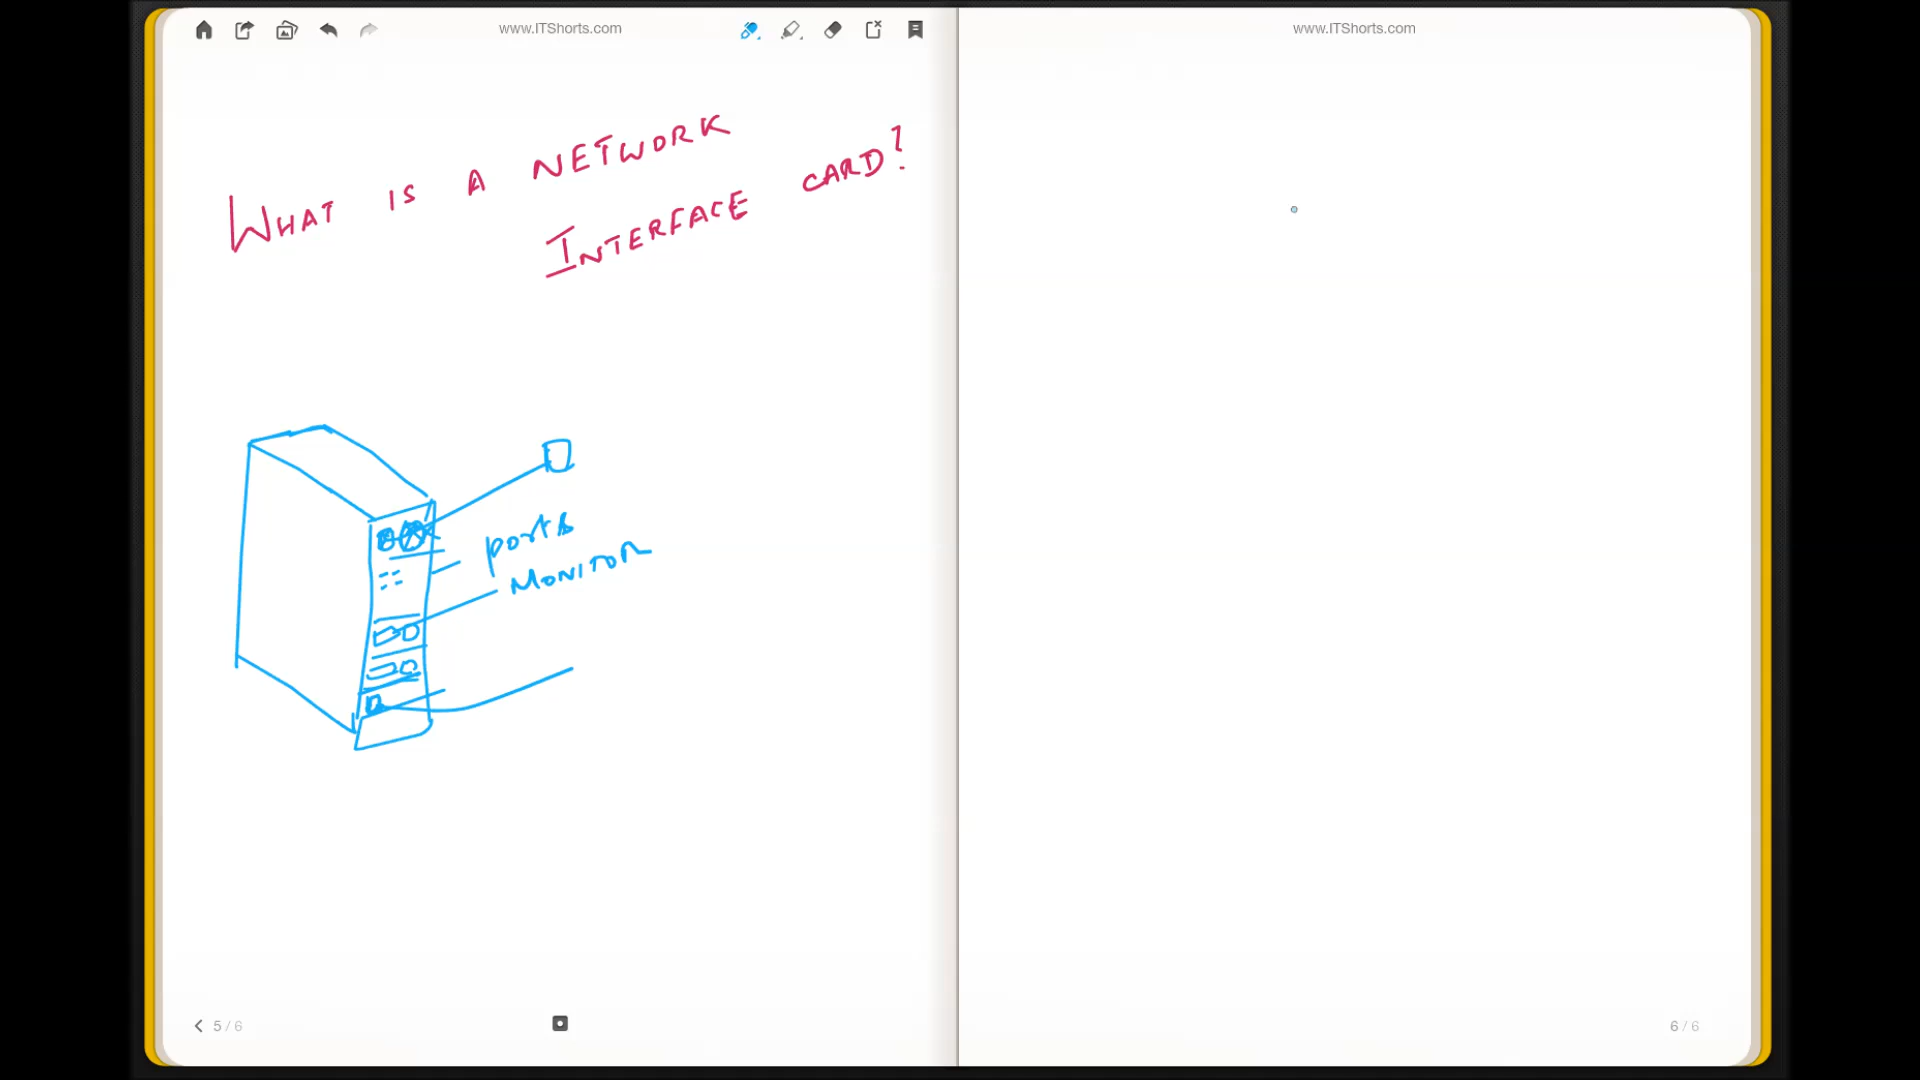 www.ITShorts.com
www.ITShorts.com
WHAT IS A NETWORK
INTERFACE CARD?
ports
MONITOR
5 / 6
6 / 6